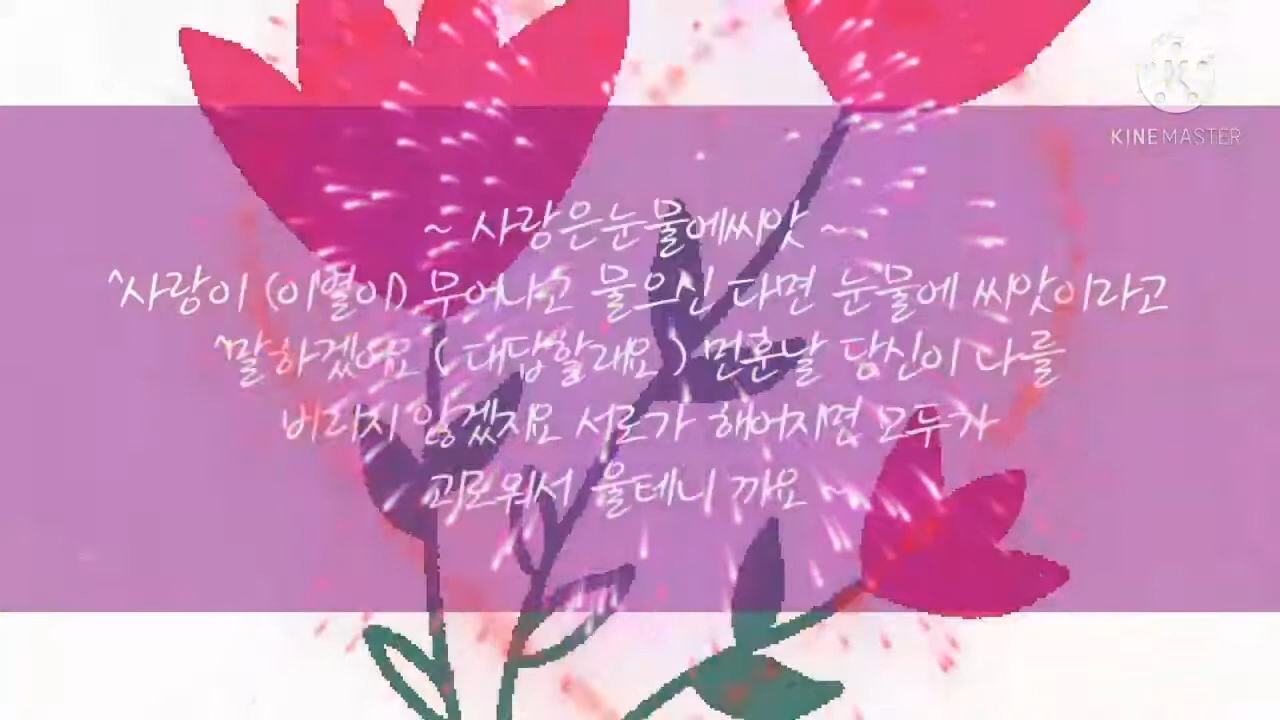 KINEMASTER
~ 사랑은눈물에씨앗 ~
^사랑이 (이별이) 무어냐고 물으신 다면 눈물에 씨앗이라고
^말하겠어요 ( 대답할래요 ) 먼훈날 당신이 나를
버리지 않겠지요 서로가 해어지면 모두가
괴로워서 울테니 까요 ~